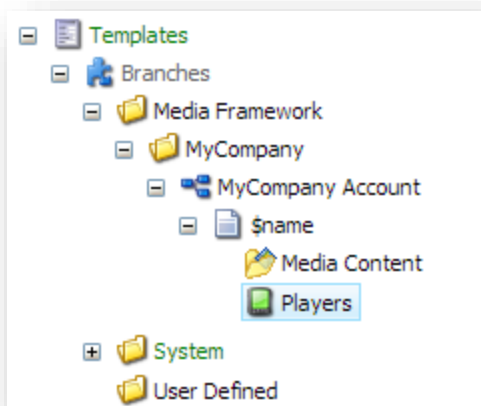 Templates
Branches
Media Framework
MyCompany
MyCompany Account
$name
Media Content
Players
System
User Defined